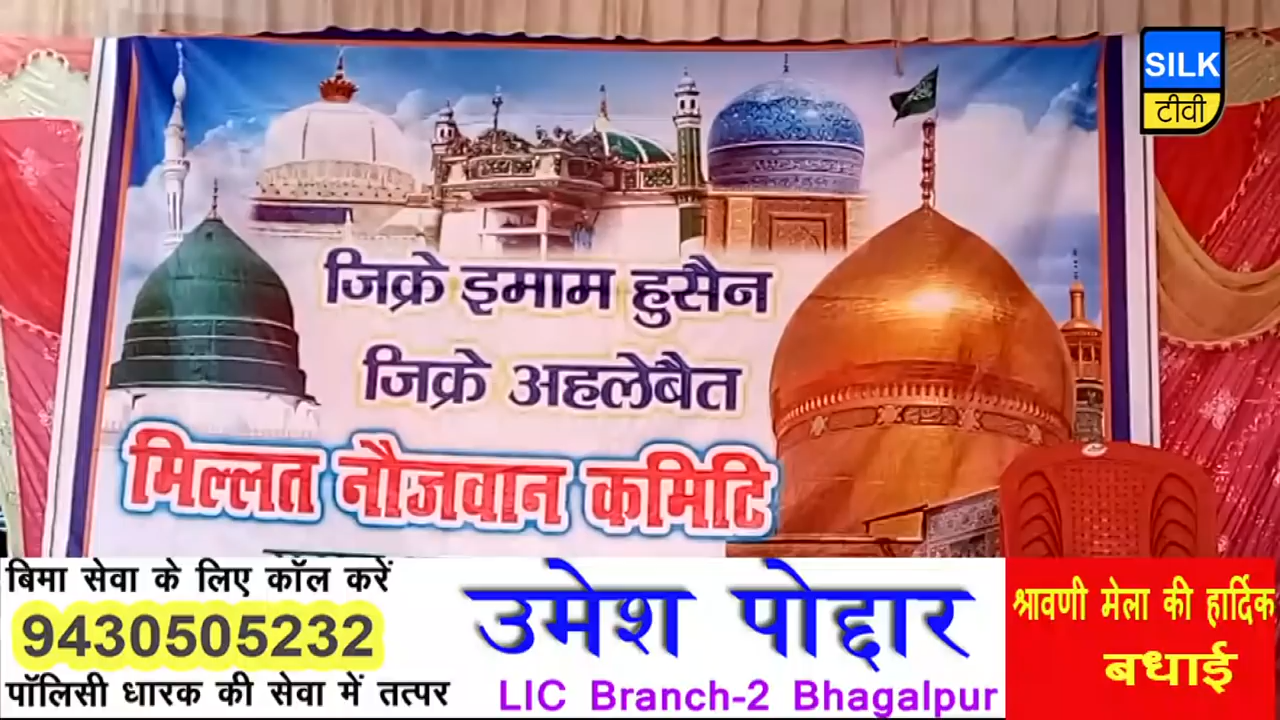 SILK
टीवी
जिक्रे इमाम हुसैन
जिक्रे अहलेबैत
मिल्लत नौजवान कमिटि
बिमा सेवा के लिए कॉल करें
9430505232
पॉलिसी धारक की सेवा में तत्पर
उमेश पोद्दार
LIC Branch-2 Bhagalpur
श्रावणी मेला की हार्दिक
बधाई